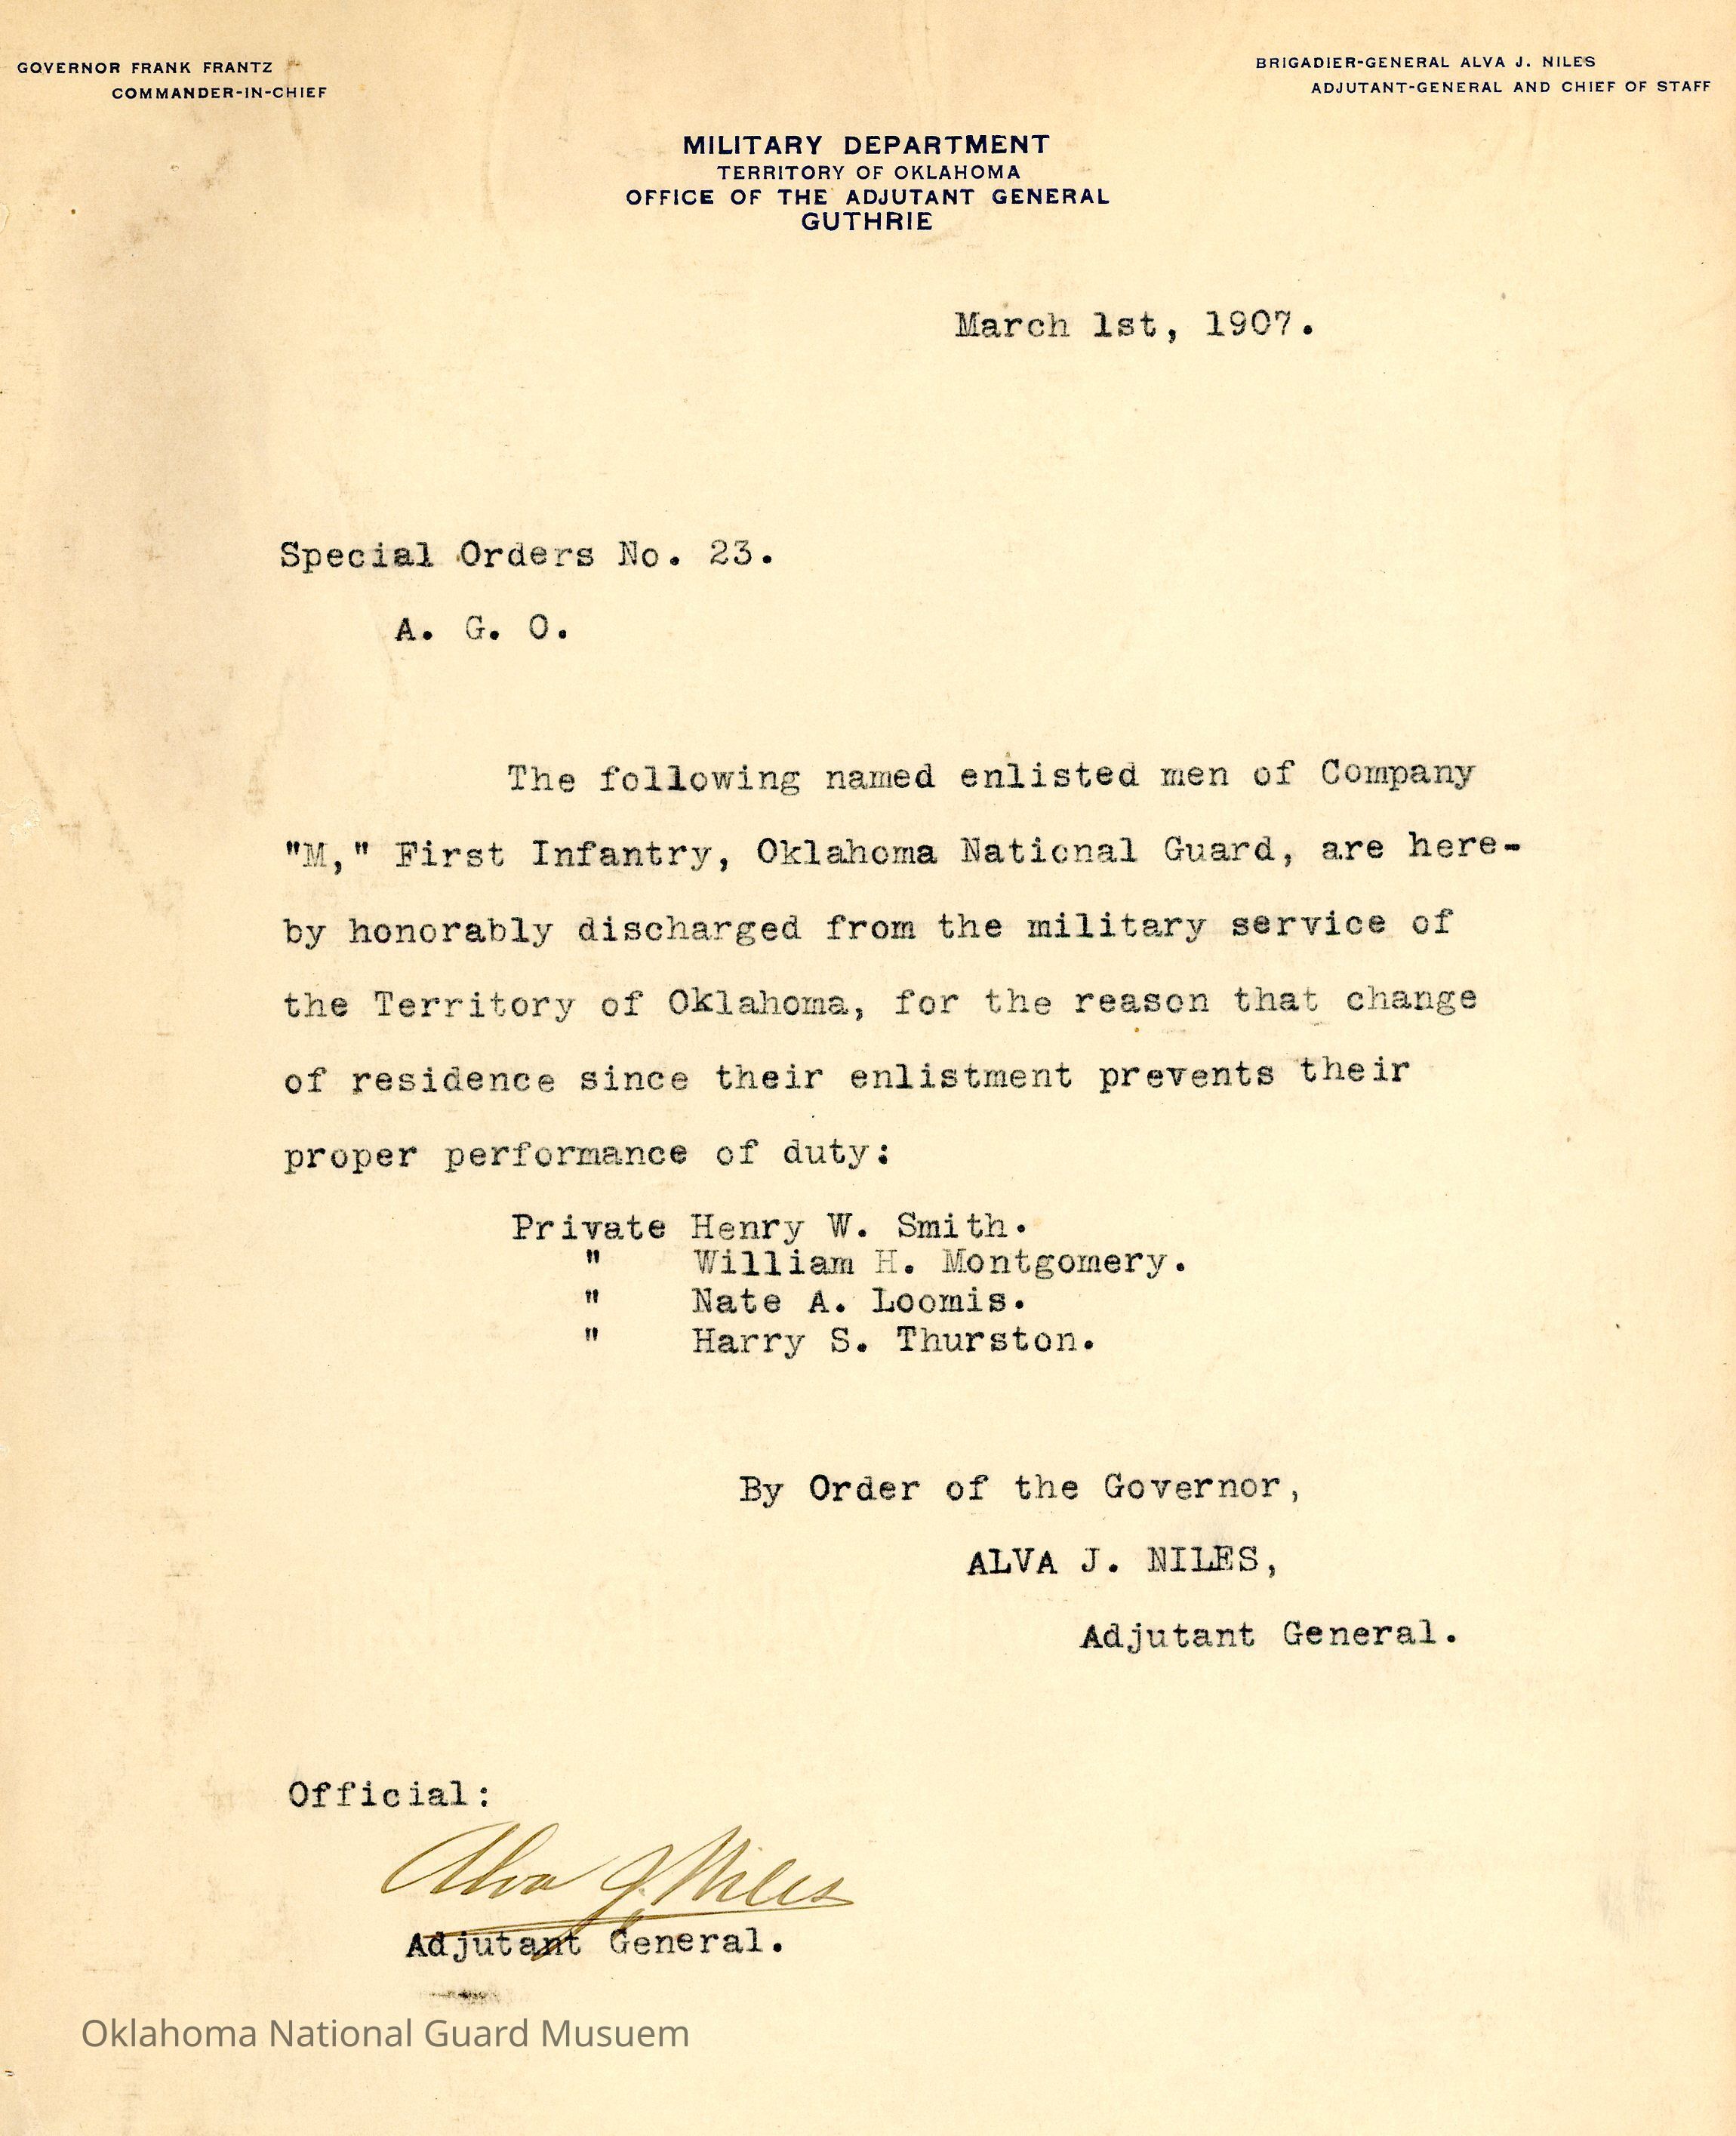 GOVERNOR FRANK FRANTZ
COMMANDER-IN-CHIEF
BRIGADIER-GENERAL ALVA J. NILES
ADJUTANT-GENERAL AND CHIEF OF STAFF
MILITARY DEPARTMENT
TERRITORY OF OKLAHOMA
OFFICE OF THE ADJUTANT GENERAL
GUTHRIE
March 1st, 1907.
Special Orders No. 23.
A. G. O.
The following named enlisted men of Company
"M," First Infantry, Oklahoma National Guard, are here-
by honorably discharged from the military service of
the Territory of Oklahoma, for the reason that change
of residence since their enlistment prevents their
proper performance of duty:
Private Henry W. Smith.
" William H. Montgomery.
" Nate A. Loomis.
" Harry S. Thurston.
By Order of the Governor,
ALVA J. NILES,
Adjutant General.
Official:
Alva J. Niles
Adjutant General.
Oklahoma National Guard Musuem